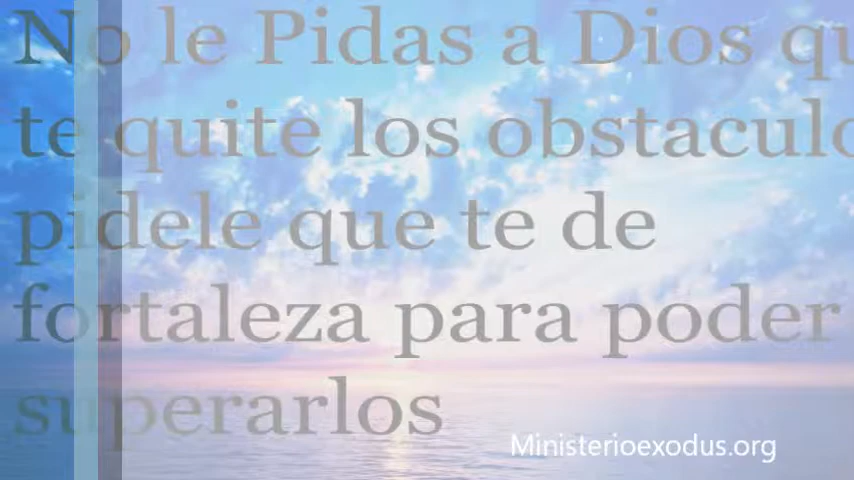 No le Pidas a Dios qu
te quite los obstaculo
pidele que te de
fortaleza para poder
superarlos
Ministerioexodus.org